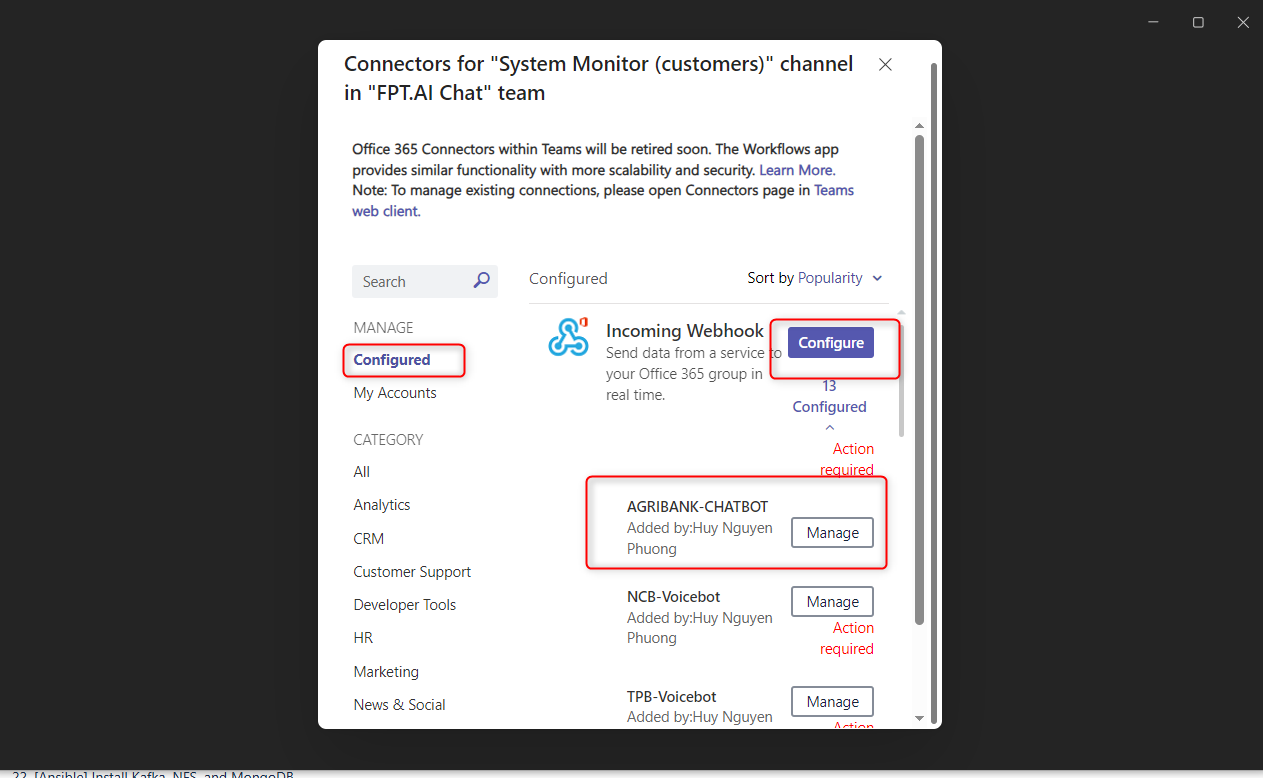 Connectors for "System Monitor (customers)" channel
in "FPT.AI Chat" team
Office 365 Connectors within Teams will be retired soon. The Workflows app
provides similar functionality with more scalability and security. Learn More.
Note: To manage existing connections, please open Connectors page in Teams
web client.
Search
Configured
Sort by Popularity
MANAGE
Configured
My Accounts
CATEGORY
All
Analytics
CRM
Customer Support
Developer Tools
HR
Marketing
News & Social
Incoming Webhook
Send data from a service to
your Office 365 group in
real time.
Configure
13
Configured
Action
required
AGRIBANK-CHATBOT
Added by:Huy Nguyen
Phuong
Manage
NCB-Voicebot
Added by:Huy Nguyen
Phuong
Manage
Action
required
TPB-Voicebot
Added by:Huy Nguyen
Manage
Action
22. [Ansible] Install Kafka, NFS, and MongoDB